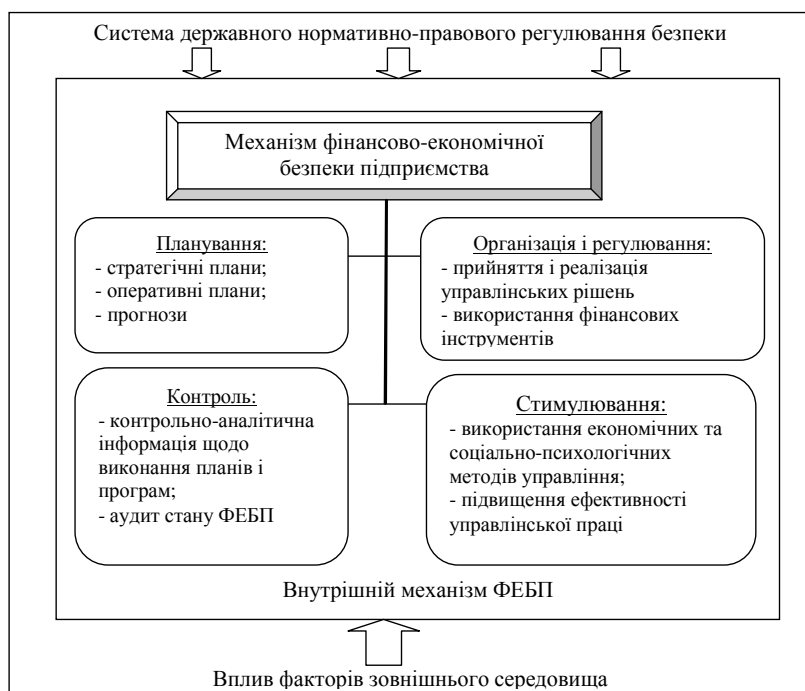 Система державного нормативно-правового регулювання безпеки
Механізм фінансово-економічної
безпеки підприємства
Планування:
- стратегічні плани;
- оперативні плани;
- прогнози
Організація і регулювання:
- прийняття і реалізація
управлінських рішень
- використання фінансових
інструментів
Контроль:
- контрольно-аналітична
інформація щодо
виконання планів і
програм;
- аудит стану ФЕБП
Стимулювання:
- використання економічних та
соціально-психологічних
методів управління;
- підвищення ефективності
управлінської праці
Внутрішній механізм ФЕБП
Вплив факторів зовнішнього середовища